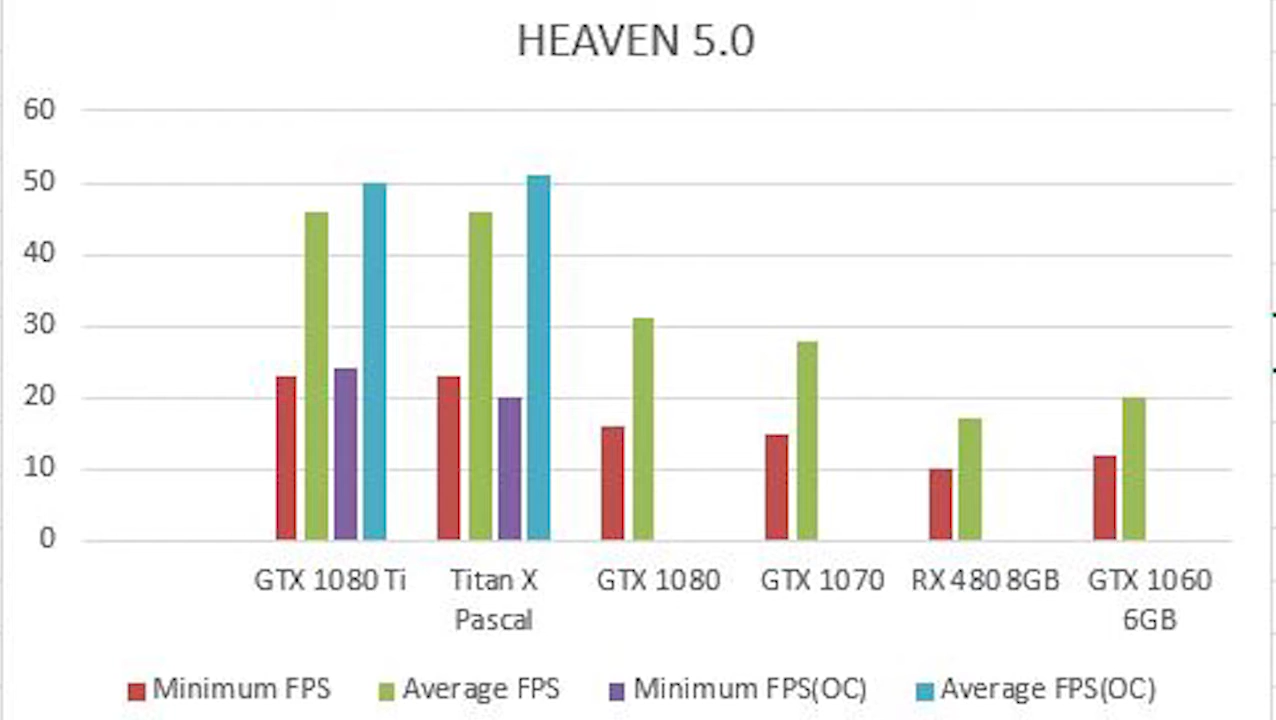 HEAVEN 5.0
60
50
40
30
20
10
0
GTX 1080 Ti
Titan X
Pascal
GTX 1080
GTX 1070
RX 480 8GB
GTX 1060
6GB
Minimum FPS
Average FPS
Minimum FPS(OC)
Average FPS(OC)